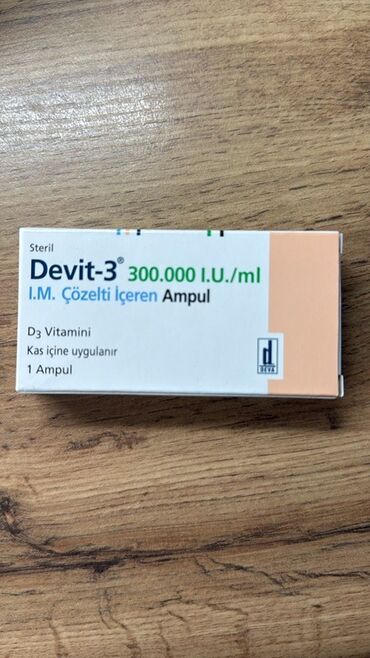 Steril
Devit-3® 300.000 I.U./ml
I.M. Çözelti İçeren Ampul
D₃ Vitamini
Kas içine uygulanır
1 Ampul
d
DEVA